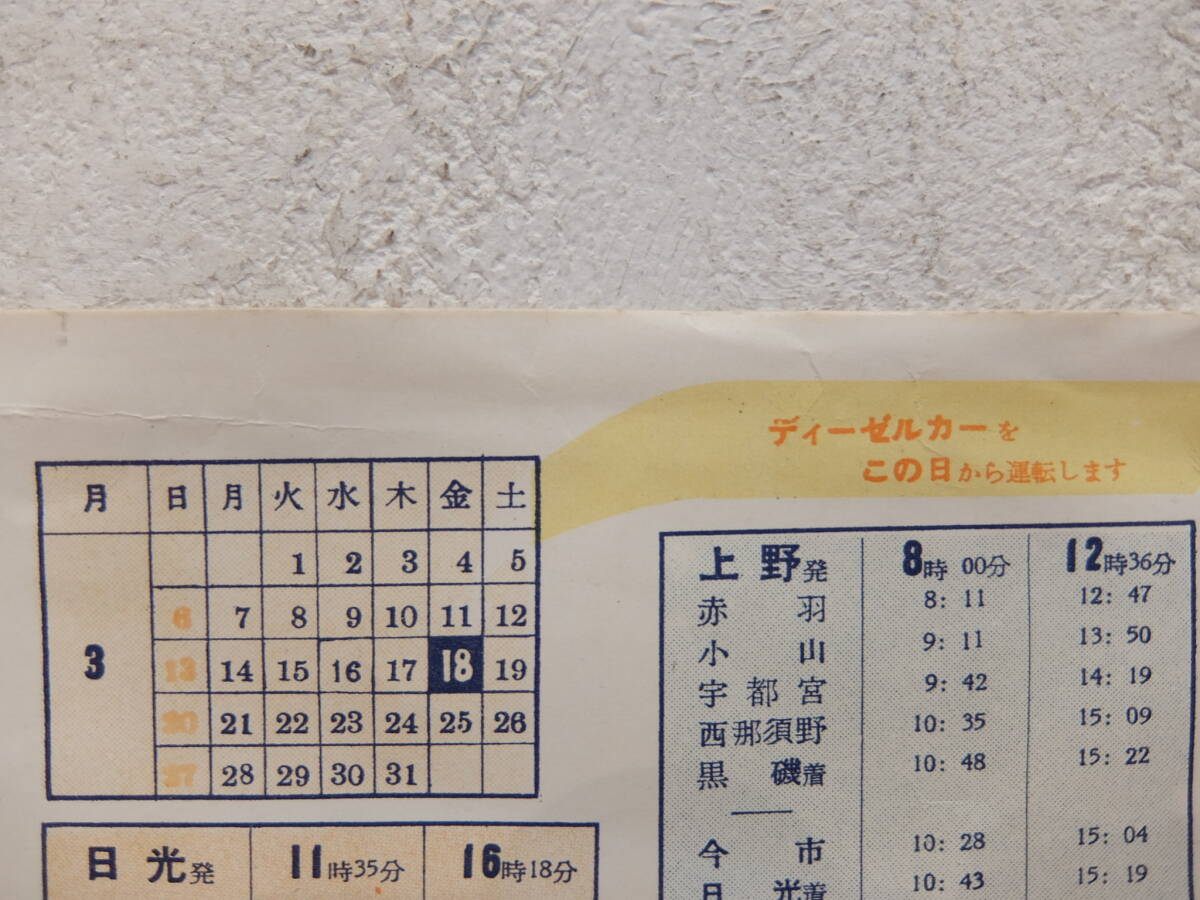 ディーゼルカーを
この日から運転します
月 日 月 火 水 木 金 土
1 2 3 4 5
6 7 8 9 10 11 12
3 13 14 15 16 17 18 19
20 21 22 23 24 25 26
27 28 29 30 31
日光発 11時35分 16時18分
上野発 8時00分 12時36分
赤羽 8:11 12:47
小山 9:11 13:50
宇都宮 9:42 14:19
西那須野 10:35 15:09
黒磯着 10:48 15:22
今市 10:28 15:04
日光着 10:43 15:19